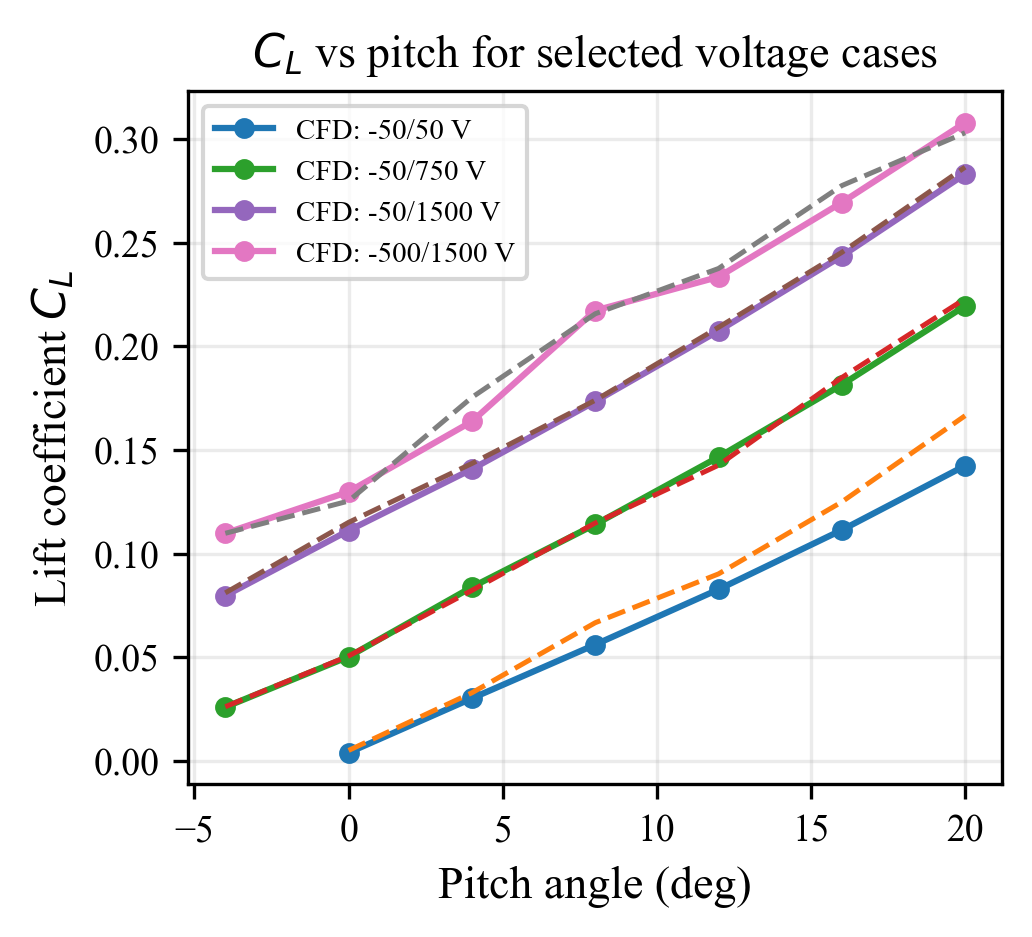 C_L vs pitch for selected voltage cases
CFD: -50/50 V
CFD: -50/750 V
CFD: -50/1500 V
CFD: -500/1500 V
Lift coefficient C_L
0.30
0.25
0.20
0.15
0.10
0.05
0.00
−5 0 5 10 15 20
Pitch angle (deg)